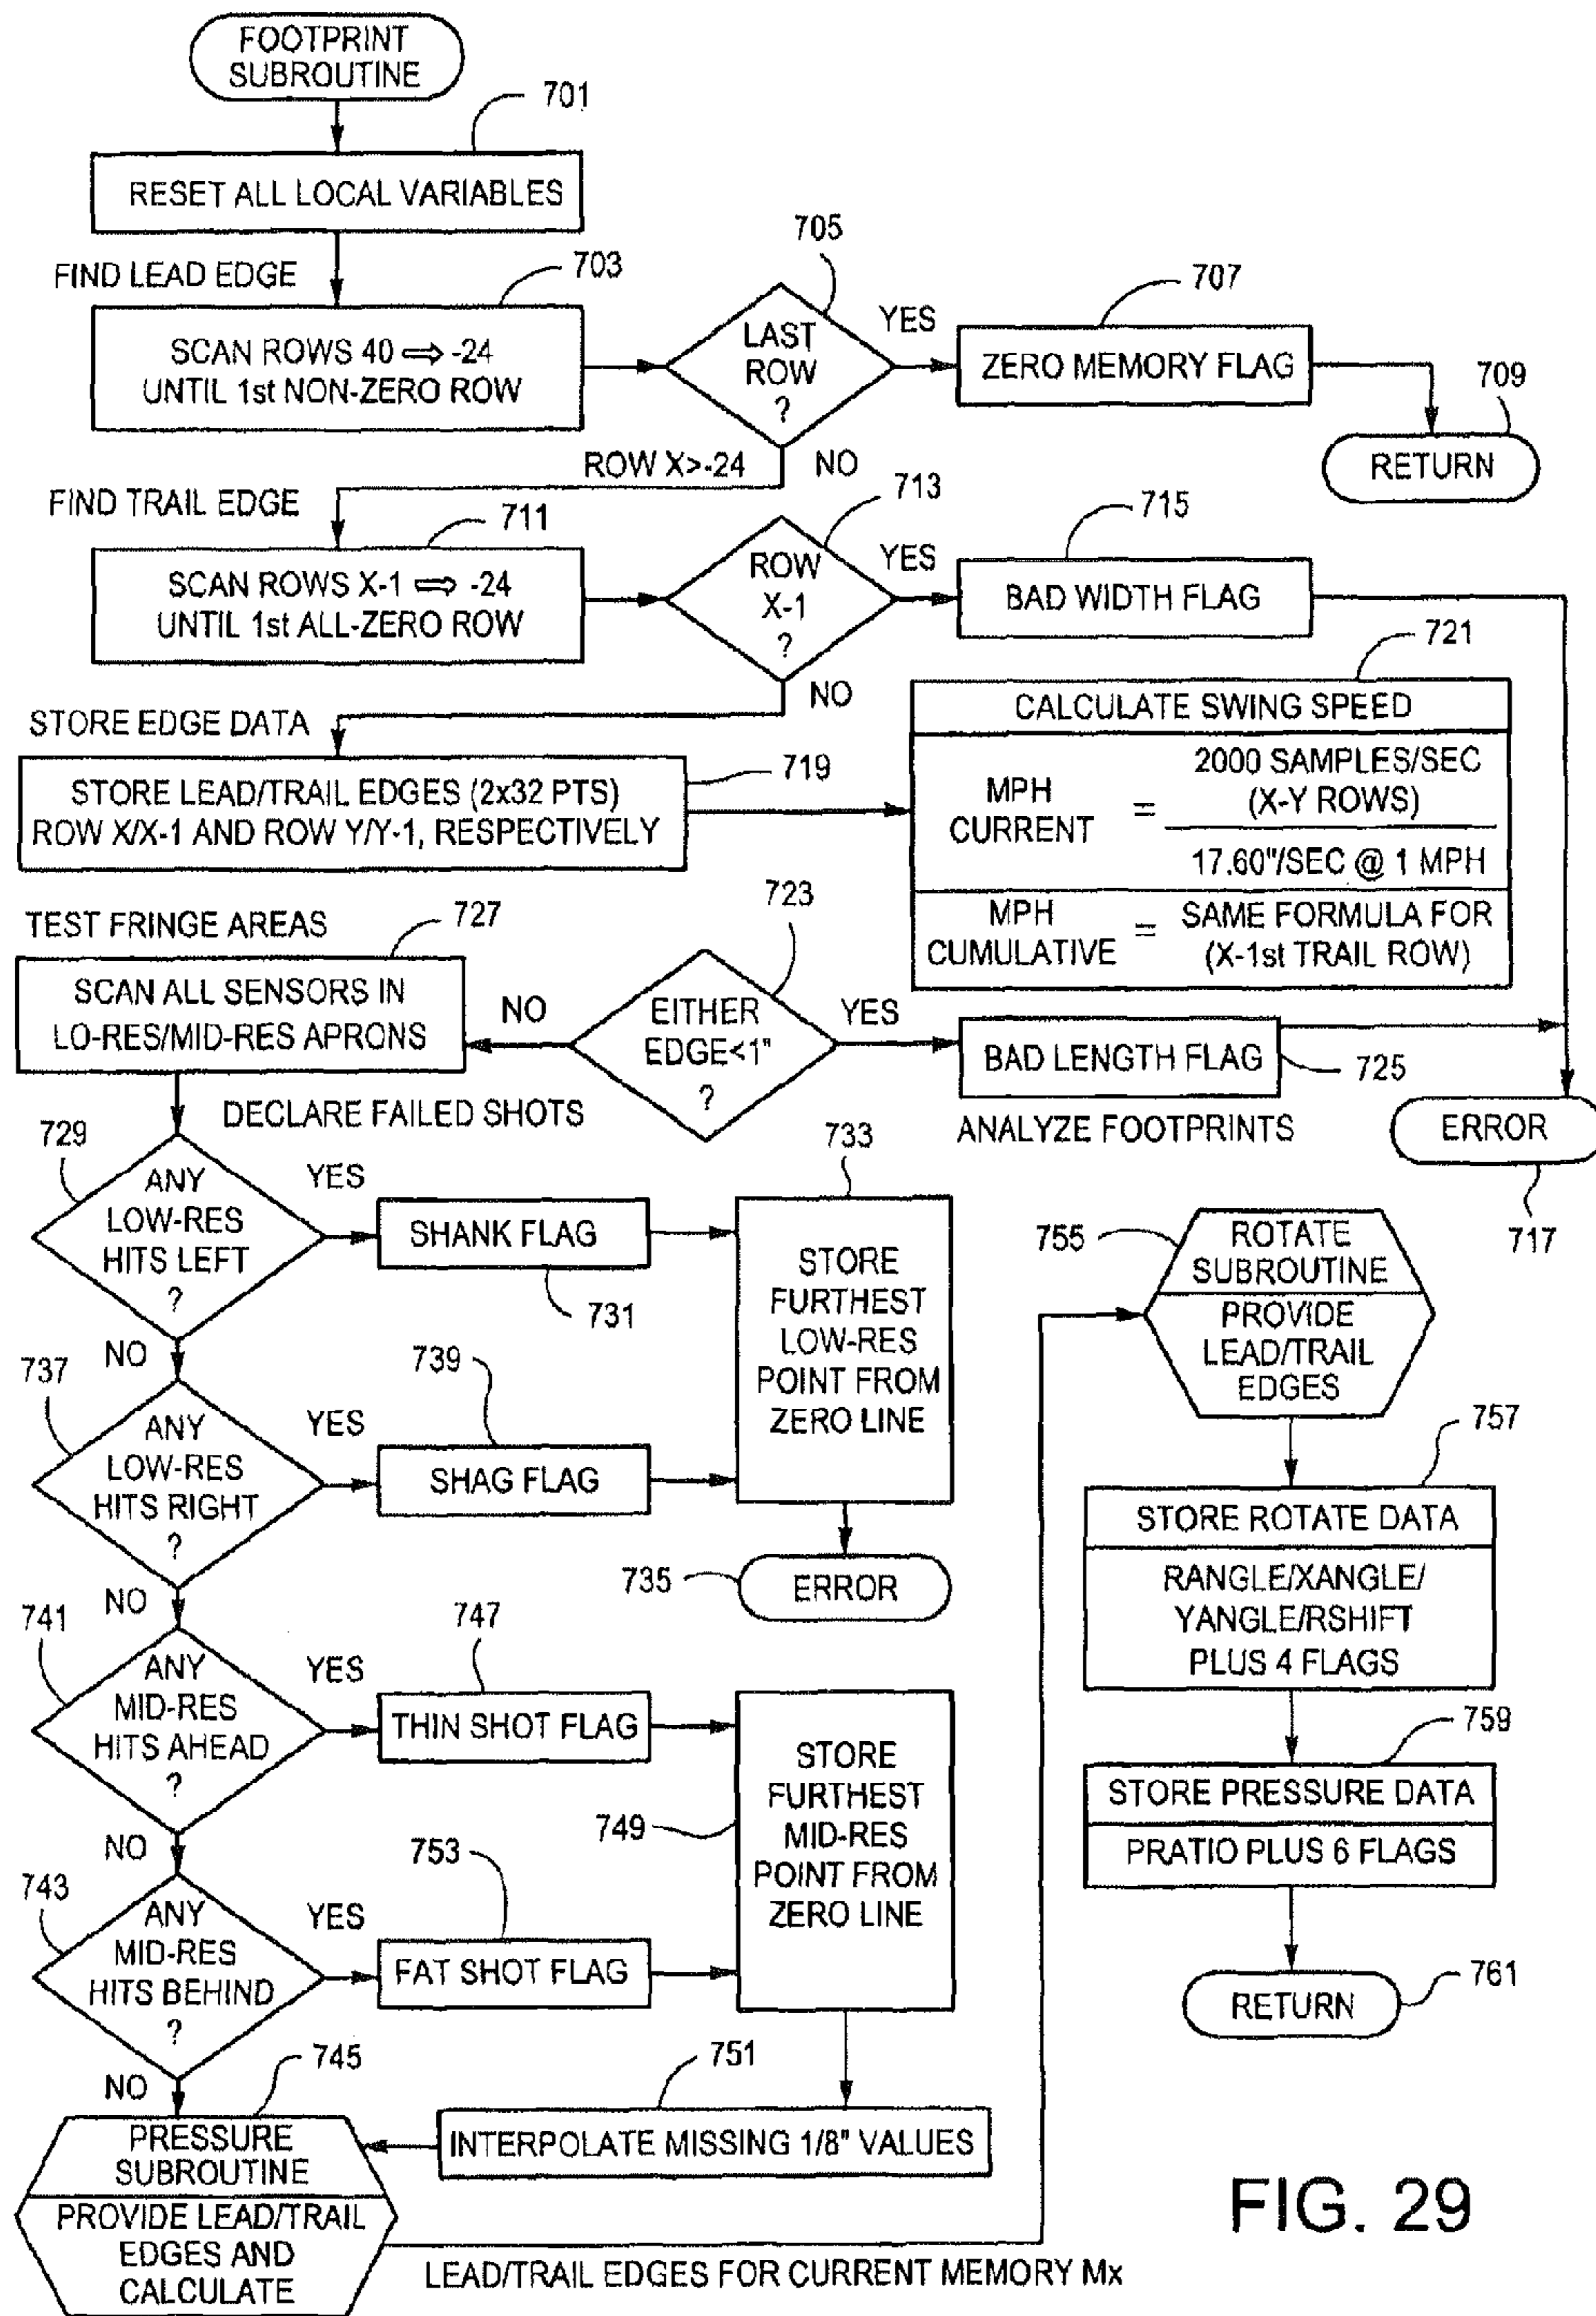 FOOTPRINT
SUBROUTINE
701
RESET ALL LOCAL VARIABLES
FIND LEAD EDGE
703
SCAN ROWS 40 ⇒ -24
UNTIL 1st NON-ZERO ROW
705
LAST
ROW
?
YES
707
ZERO MEMORY FLAG
709
RETURN
ROW X>-24
NO
FIND TRAIL EDGE
711
SCAN ROWS X-1 ⇒ -24
UNTIL 1st ALL-ZERO ROW
713
ROW
X-1
?
YES
715
BAD WIDTH FLAG
NO
STORE EDGE DATA
719
STORE LEAD/TRAIL EDGES (2x32 PTS)
ROW X/X-1 AND ROW Y/Y-1, RESPECTIVELY
721
CALCULATE SWING SPEED
MPH
CURRENT
=
2000 SAMPLES/SEC
(X-Y ROWS)
17.60"/SEC @ 1 MPH
MPH
CUMULATIVE
=
SAME FORMULA FOR
(X-1st TRAIL ROW)
TEST FRINGE AREAS
727
SCAN ALL SENSORS IN
LO-RES/MID-RES APRONS
NO
723
EITHER
EDGE<1"
?
YES
BAD LENGTH FLAG
725
ERROR
717
DECLARE FAILED SHOTS
ANALYZE FOOTPRINTS
729
ANY
LOW-RES
HITS LEFT
?
YES
SHANK FLAG
731
733
STORE
FURTHEST
LOW-RES
POINT FROM
ZERO LINE
NO
737
ANY
LOW-RES
HITS RIGHT
?
YES
739
SHAG FLAG
735
ERROR
NO
741
ANY
MID-RES
HITS AHEAD
?
YES
747
THIN SHOT FLAG
749
STORE
FURTHEST
MID-RES
POINT FROM
ZERO LINE
NO
743
ANY
MID-RES
HITS BEHIND
?
YES
753
FAT SHOT FLAG
NO
745
751
INTERPOLATE MISSING 1/8" VALUES
PRESSURE
SUBROUTINE
PROVIDE LEAD/TRAIL
EDGES AND
CALCULATE
LEAD/TRAIL EDGES FOR CURRENT MEMORY Mx
755
ROTATE
SUBROUTINE
PROVIDE
LEAD/TRAIL
EDGES
757
STORE ROTATE DATA
RANGLE/XANGLE/
YANGLE/RSHIFT
PLUS 4 FLAGS
759
STORE PRESSURE DATA
PRATIO PLUS 6 FLAGS
761
RETURN
FIG. 29